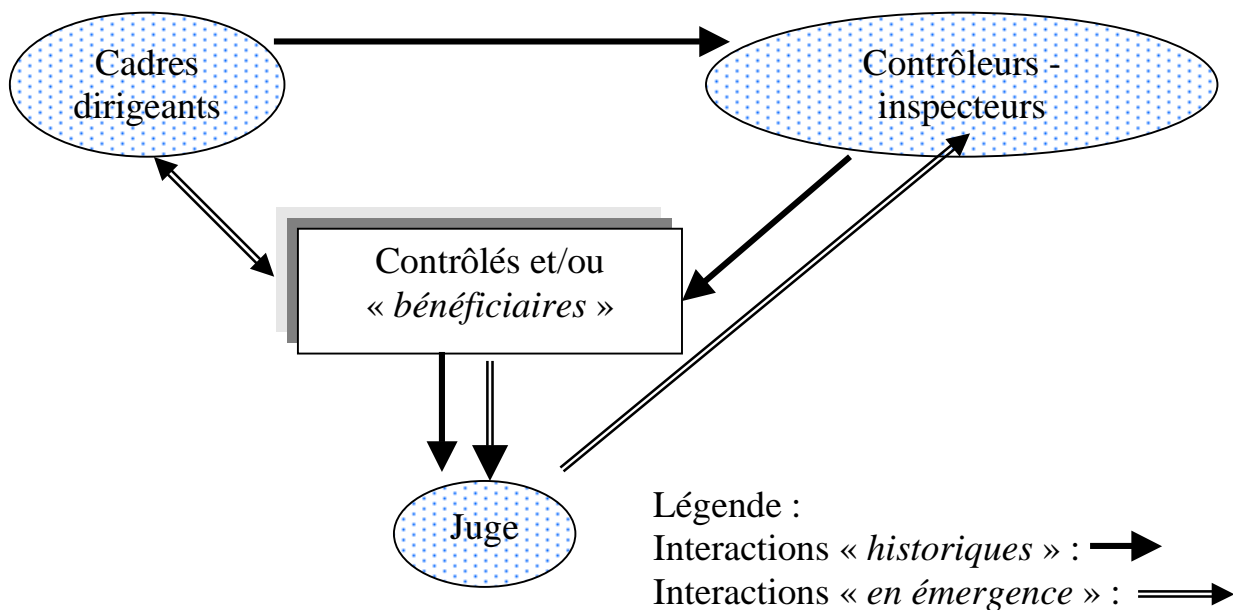 Cadres
dirigeants
Contrôleurs -
inspecteurs
Contrôlés et/ou
« bénéficiaires »
Juge
Légende :
Interactions « historiques » :
Interactions « en émergence » :